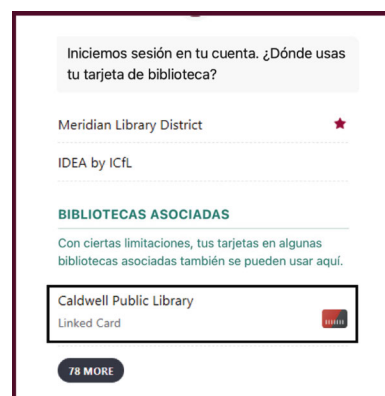 Iniciemos sesión en tu cuenta. ¿Dónde usas
tu tarjeta de biblioteca?
Meridian Library District
IDEA by ICfL
BIBLIOTECAS ASOCIADAS
Con ciertas limitaciones, tus tarjetas en algunas
bibliotecas asociadas también se pueden usar aquí.
Caldwell Public Library
Linked Card
78 MORE